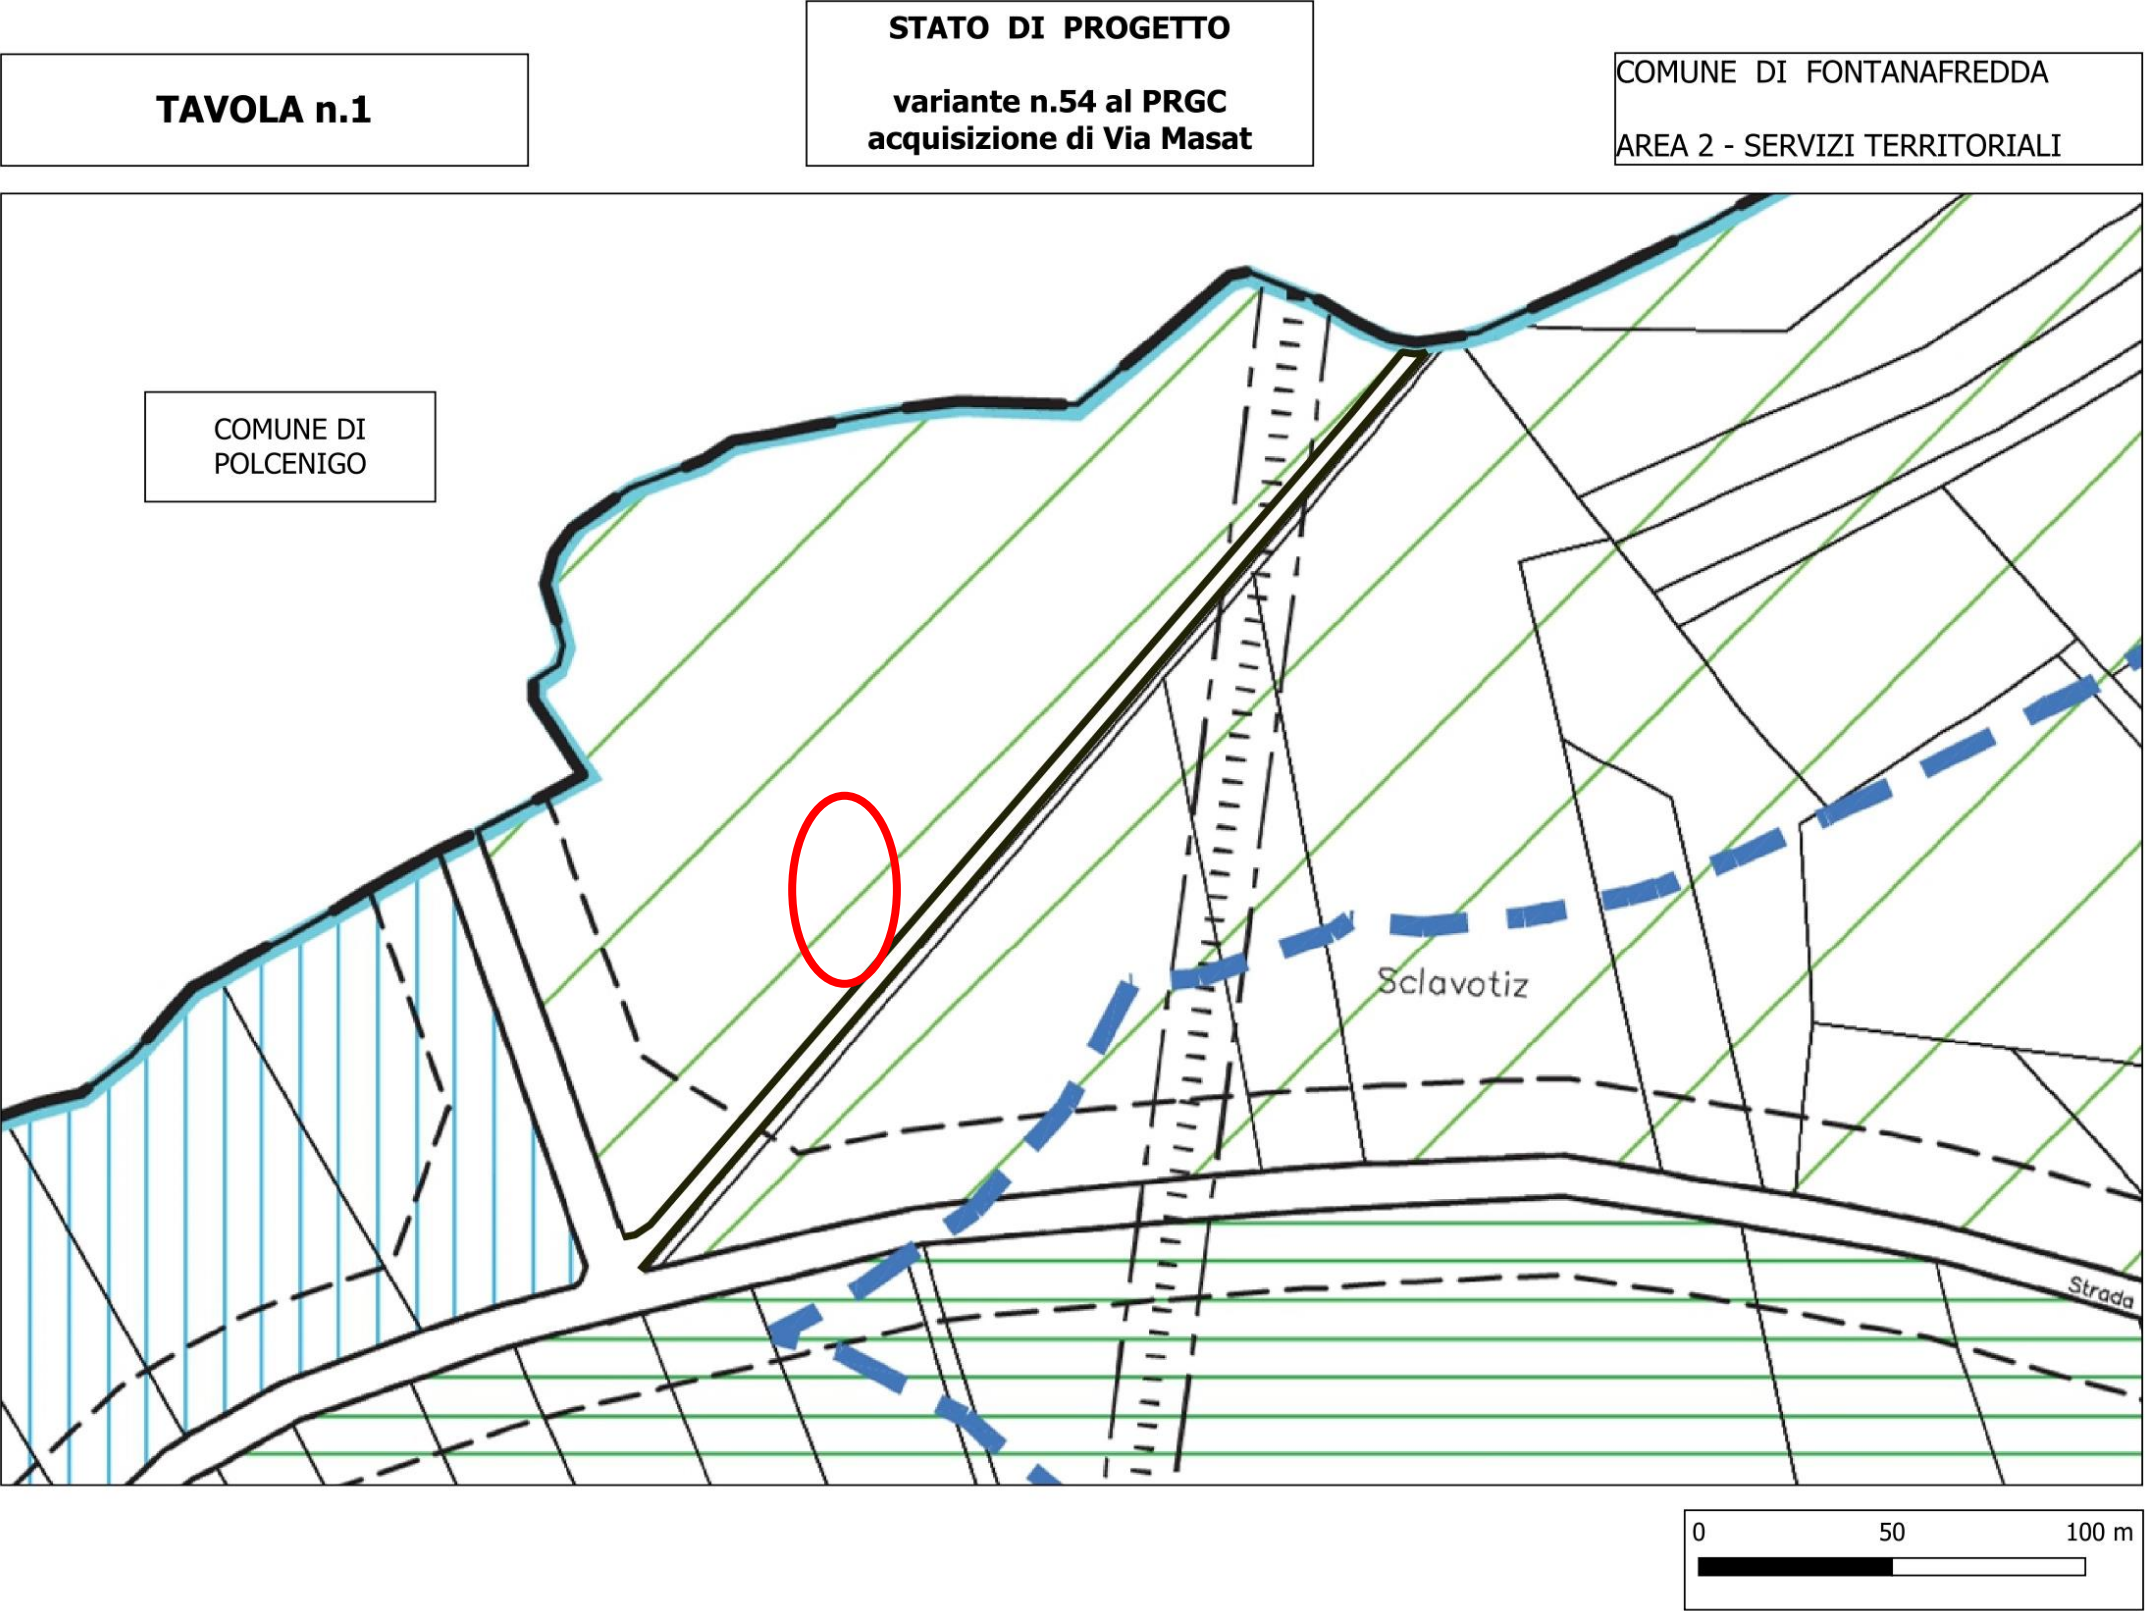 TAVOLA n.1
STATO DI PROGETTO
variante n.54 al PRGC
acquisizione di Via Masat
COMUNE DI FONTANAFREDDA
AREA 2 - SERVIZI TERRITORIALI
COMUNE DI
POLCENIGO
Sclavotiz
Strada
0 50 100 m